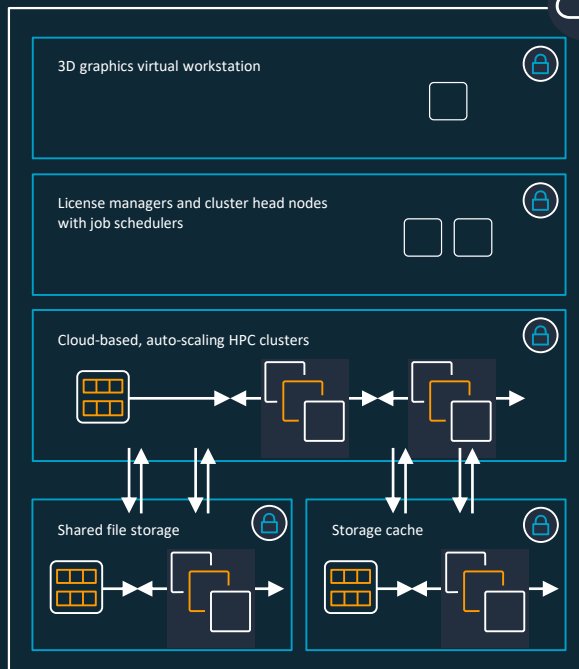 3D graphics virtual workstation
License managers and cluster head nodes
with job schedulers
Cloud-based, auto-scaling HPC clusters
Shared file storage
Storage cache